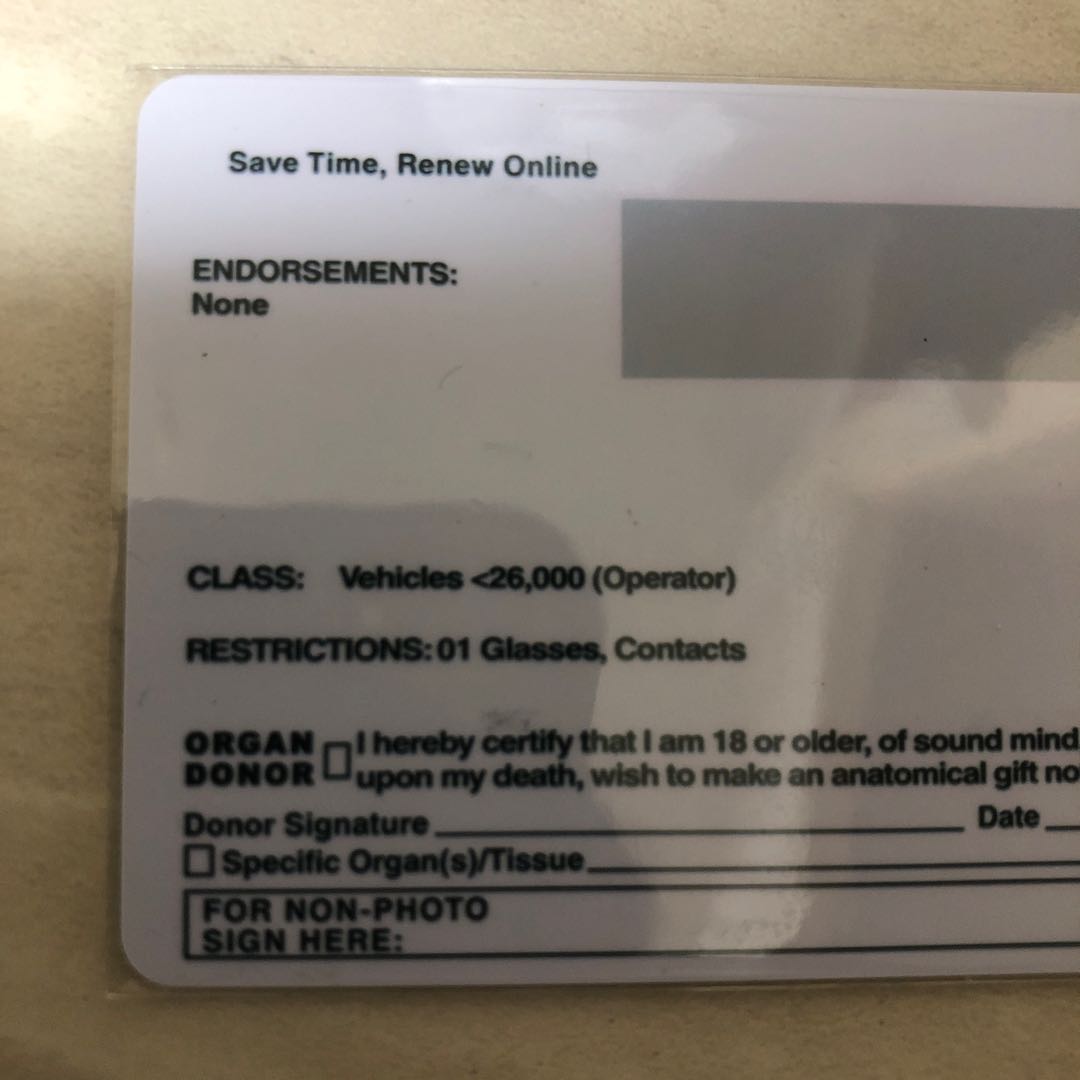 Save Time, Renew Online
ENDORSEMENTS:
None
CLASS: Vehicles <26,000 (Operator)
RESTRICTIONS: 01 Glasses, Contacts
ORGAN DONOR I hereby certify that I am 18 or older, of sound mind
upon my death, wish to make an anatomical gift no
Donor Signature Date
Specific Organ(s)/Tissue
FOR NON-PHOTO
SIGN HERE: